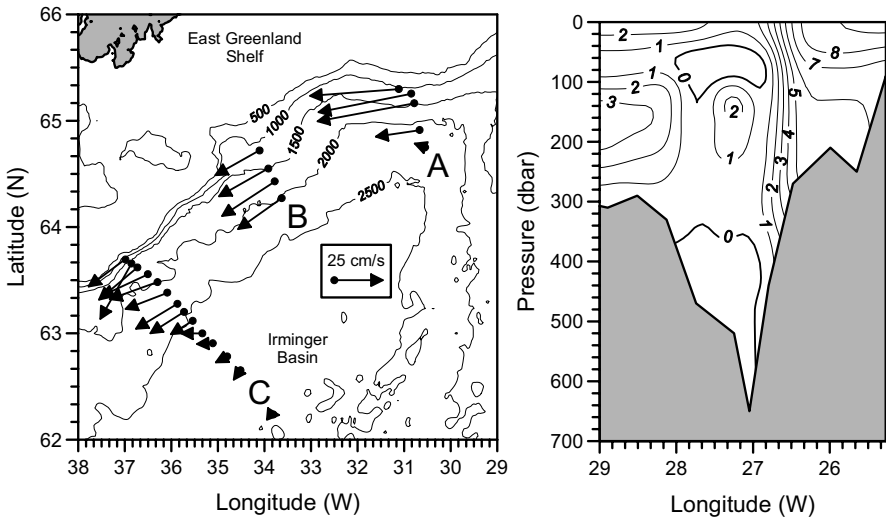 66
65
64
63
62
Latitude (N)
38 37 36 35 34 33 32 31 30 29
Longitude (W)
East Greenland
Shelf
500
1000
1500
2000
2500
A
B
C
25 cm/s
Irminger
Basin
0
100
200
300
400
500
600
700
Pressure (dbar)
29 28 27 26
Longitude (W)
2
1
0
1
2
3
2
1
5
4
3
2
1
7
8
0